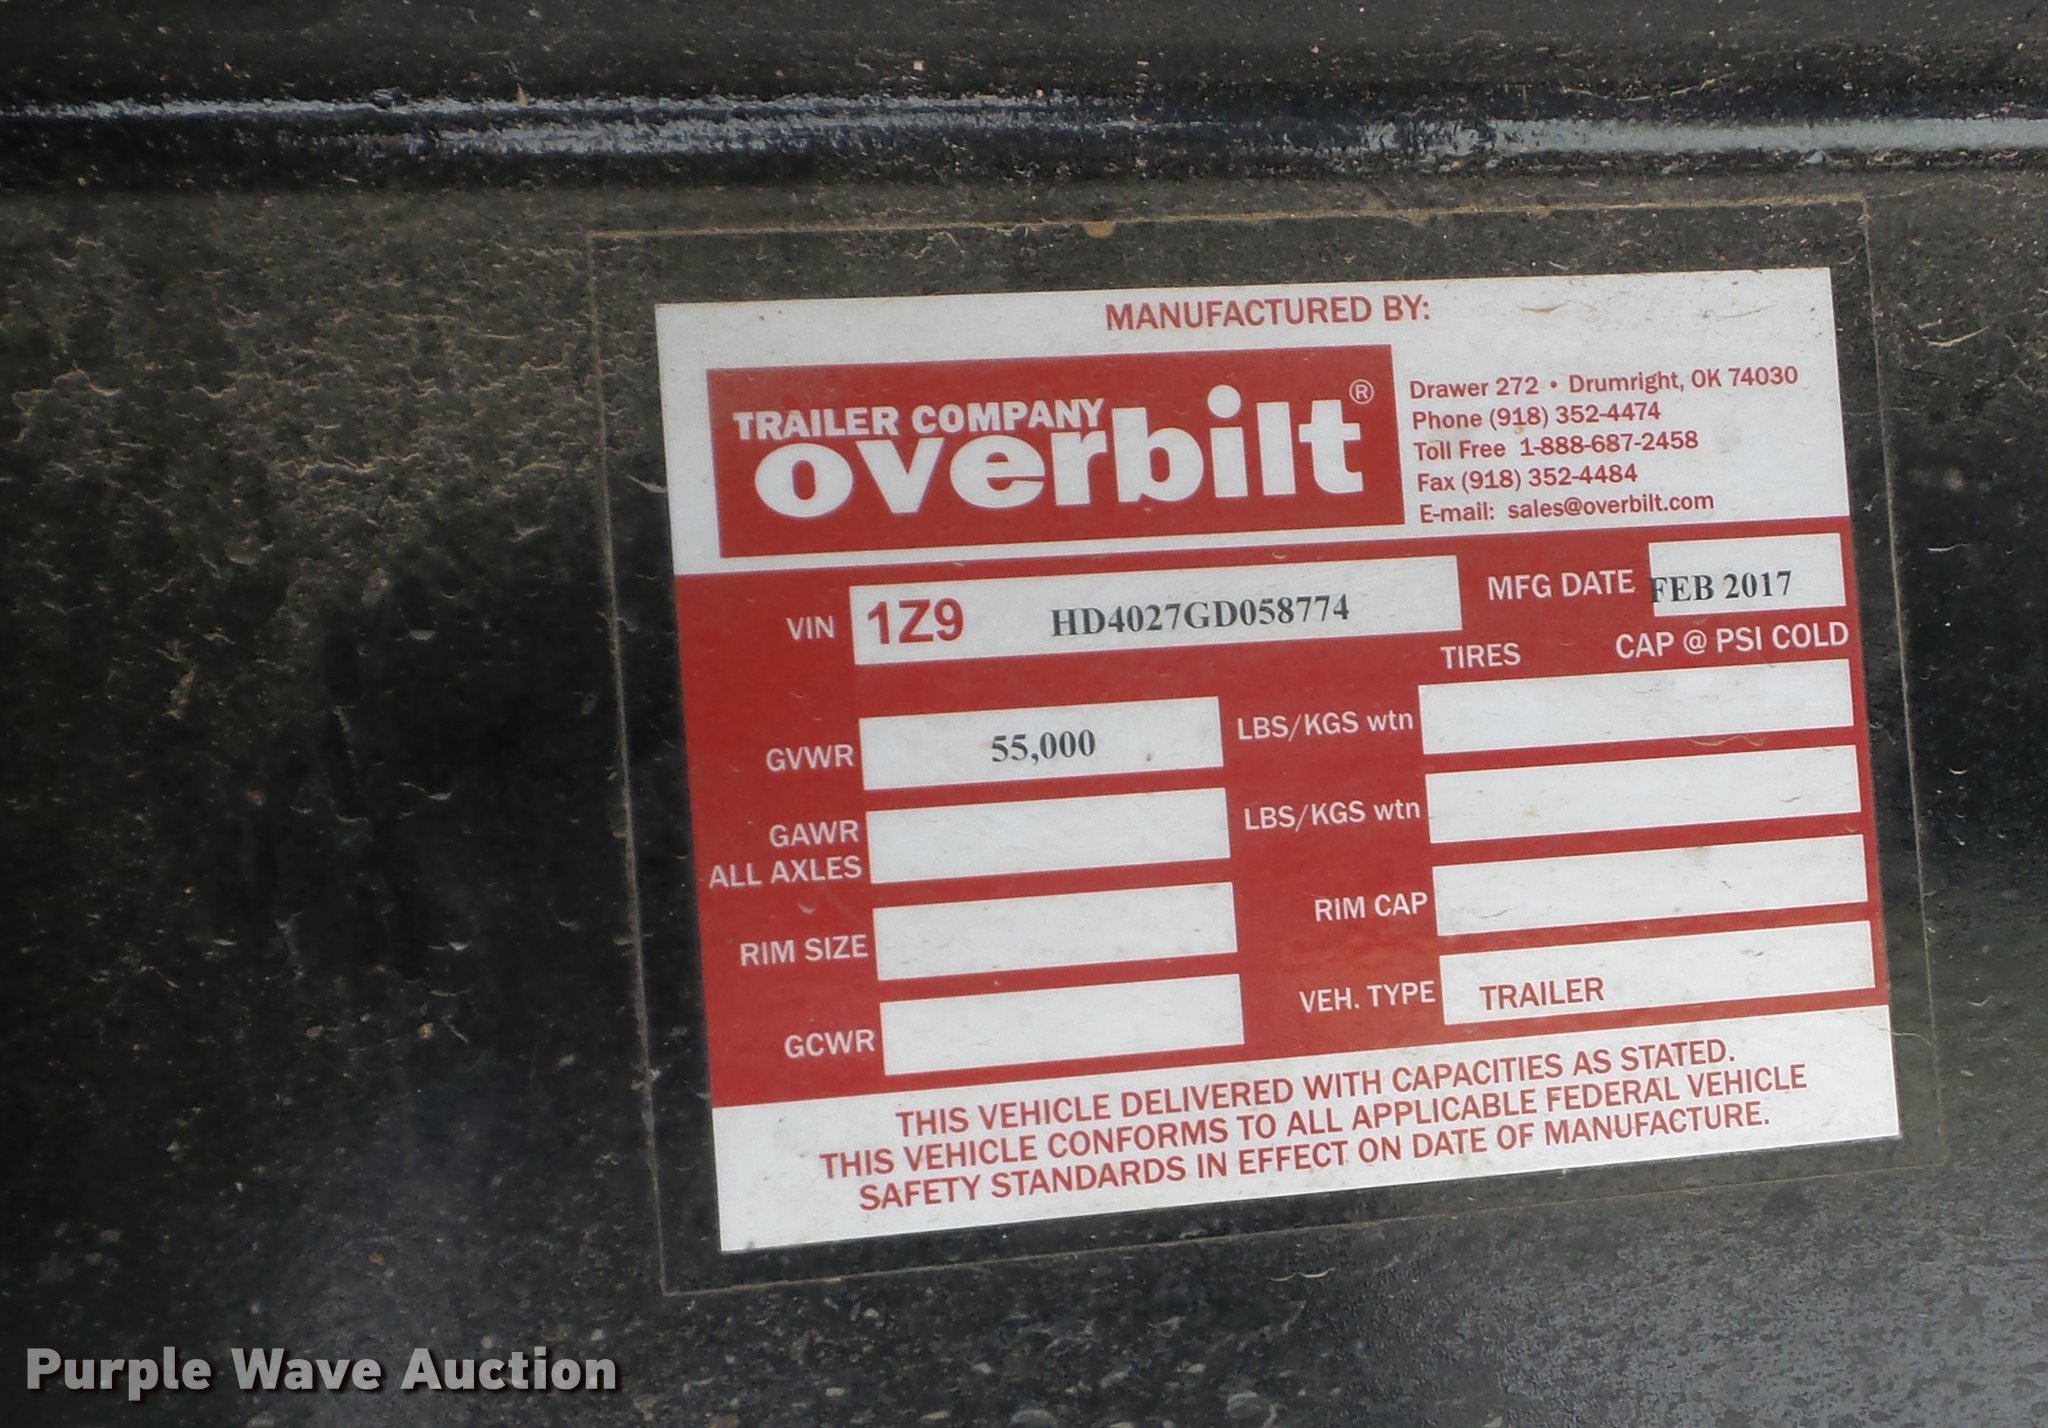 MANUFACTURED BY:
TRAILER COMPANY
overbilt®
Drawer 272 • Drumright, OK 74030
Phone (918) 352-4474
Toll Free 1-888-687-2458
Fax (918) 352-4484
E-mail: sales@overbilt.com
VIN 1Z9 HD4027GD058774 MFG DATE FEB 2017
TIRES CAP @ PSI COLD
GVWR 55,000 LBS/KGS wtn
GAWR
ALL AXLES LBS/KGS wtn
RIM SIZE RIM CAP
GCWR VEH. TYPE TRAILER
THIS VEHICLE DELIVERED WITH CAPACITIES AS STATED.
THIS VEHICLE CONFORMS TO ALL APPLICABLE FEDERAL VEHICLE
SAFETY STANDARDS IN EFFECT ON DATE OF MANUFACTURE.
Purple Wave Auction